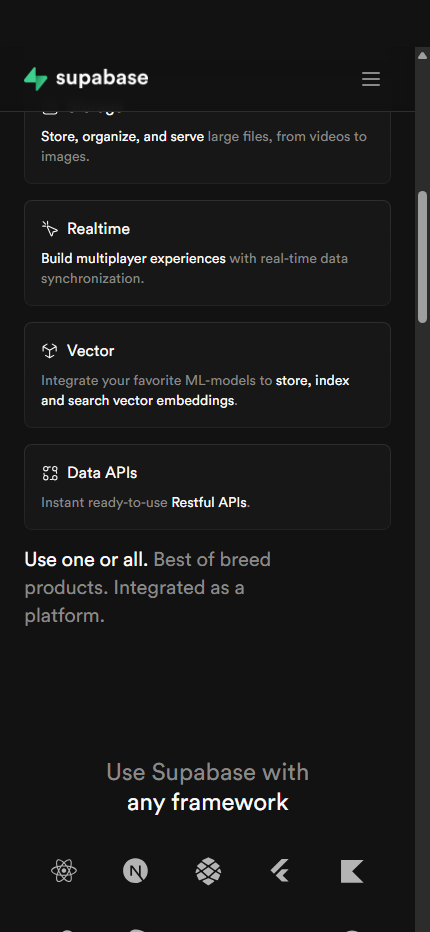 supabase
Store, organize, and serve large files, from videos to
images.
Realtime
Build multiplayer experiences with real-time data
synchronization.
Vector
Integrate your favorite ML-models to store, index
and search vector embeddings.
Data APIs
Instant ready-to-use Restful APIs.
Use one or all. Best of breed
products. Integrated as a
platform.
Use Supabase with
any framework
N